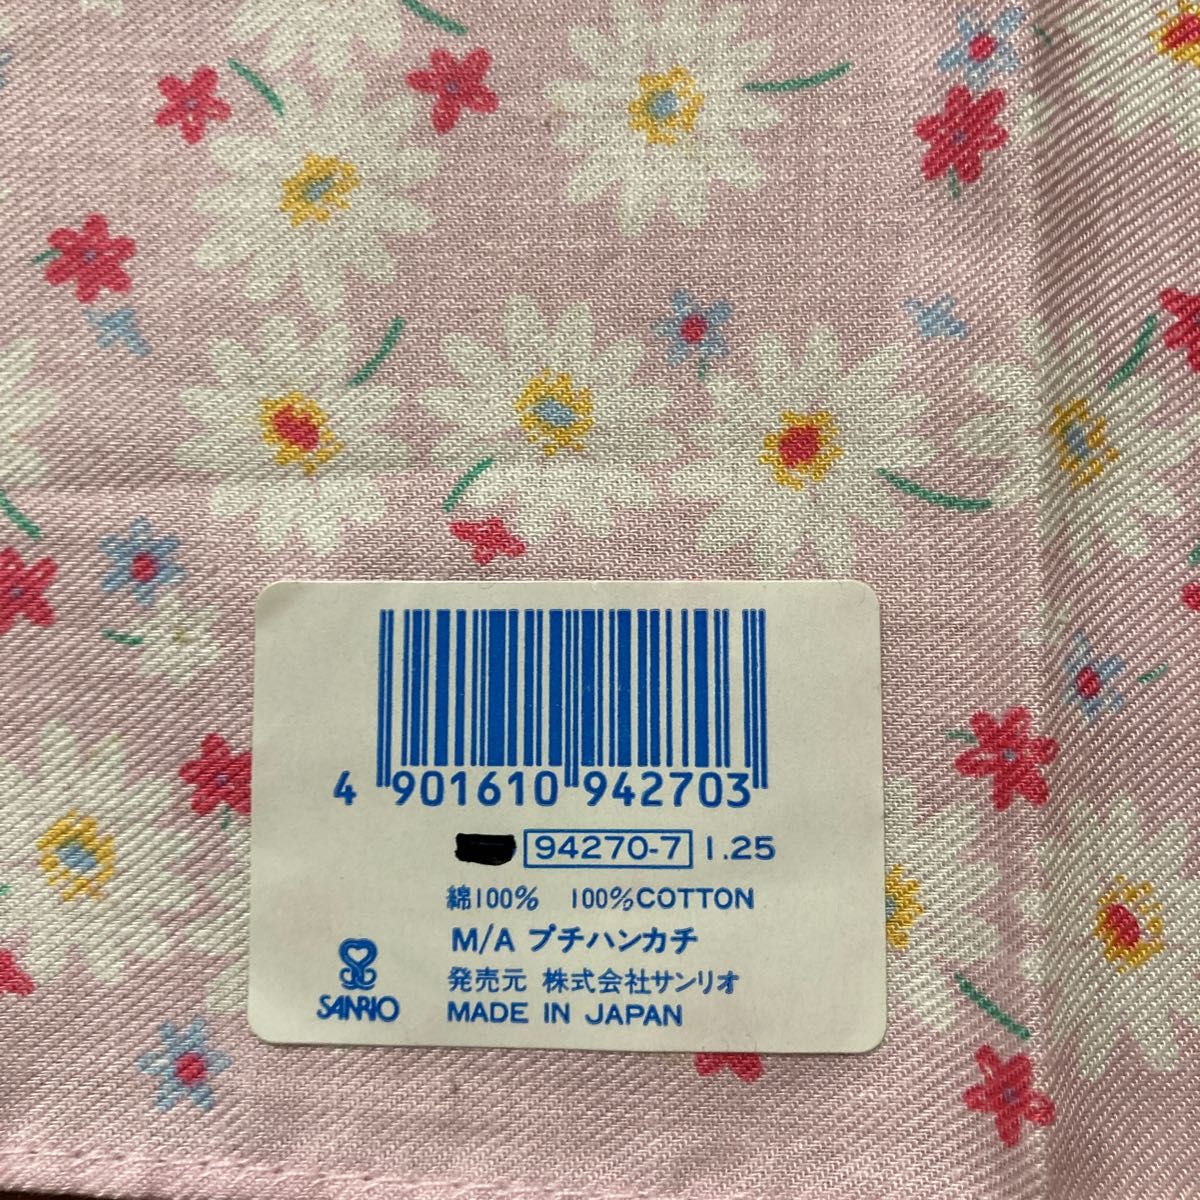 4 901610 942703
94270-7 1.25
綿100% 100%COTTON
M/A プチハンカチ
発売元 株式会社サンリオ
SANRIO MADE IN JAPAN